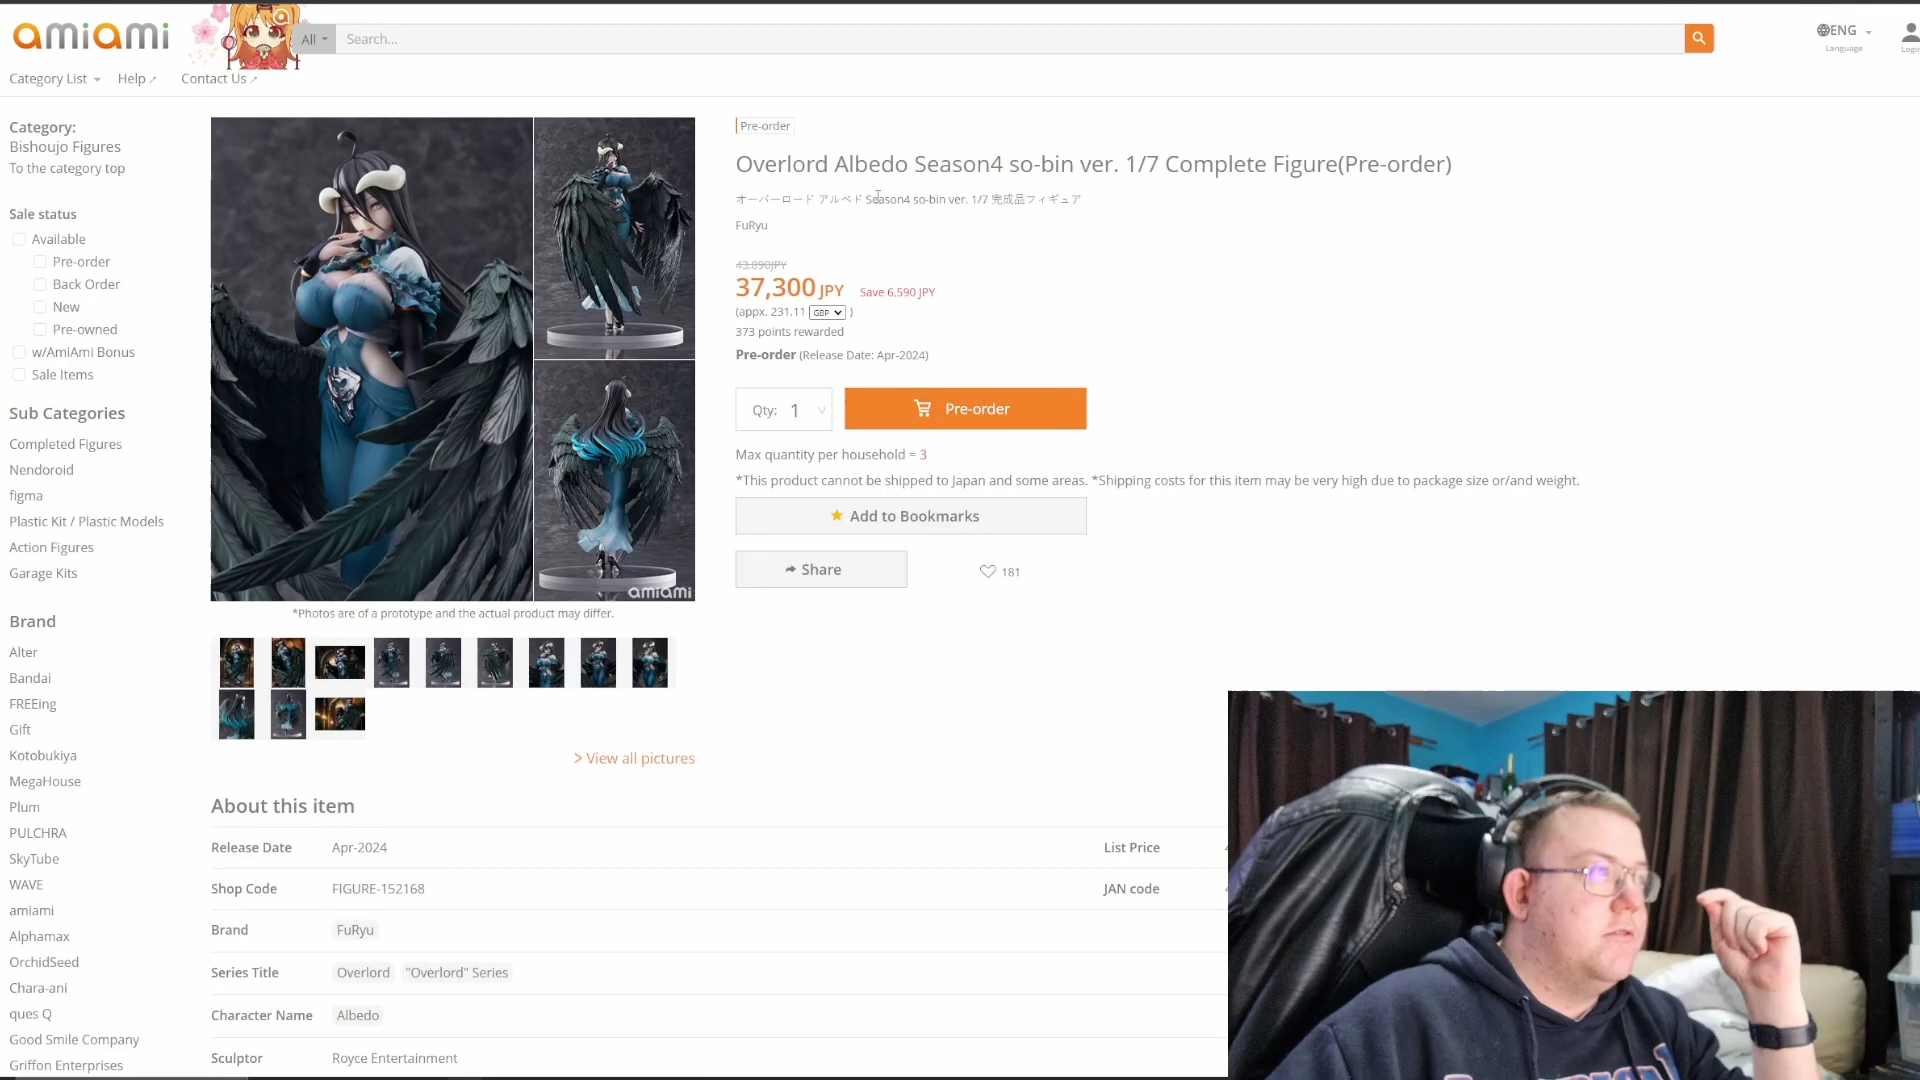 amiami
All
Search...
ENG
Language
Category List
Help
Contact Us
Category:
Bishoujo Figures
To the category top
Sale status
Available
Pre-order
Back Order
New
Pre-owned
w/AmiAmi Bonus
Sale Items
Sub Categories
Completed Figures
Nendoroid
figma
Plastic Kit / Plastic Models
Action Figures
Garage Kits
Brand
Alter
Bandai
FREEing
Gift
Kotobukiya
MegaHouse
Plum
PULCHRA
SkyTube
WAVE
amiami
Alphamax
OrchidSeed
Chara-ani
ques Q
Good Smile Company
Griffon Enterprises
amiami
*Photos are of a prototype and the actual product may differ.
> View all pictures
Pre-order
Overlord Albedo Season4 so-bin ver. 1/7 Complete Figure(Pre-order)
オーバーロード アルベド Season4 so-bin ver. 1/7 完成品フィギュア
FuRyu
43,890JPY
37,300 JPY Save 6,590 JPY
(appx. 231.11 GBP )
373 points rewarded
Pre-order (Release Date: Apr-2024)
Qty: 1
Pre-order
Max quantity per household = 3
*This product cannot be shipped to Japan and some areas. *Shipping costs for this item may be very high due to package size or/and weight.
Add to Bookmarks
Share
181
About this item
Release Date Apr-2024 List Price
Shop Code FIGURE-152168 JAN code
Brand FuRyu
Series Title Overlord "Overlord" Series
Character Name Albedo
Sculptor Royce Entertainment